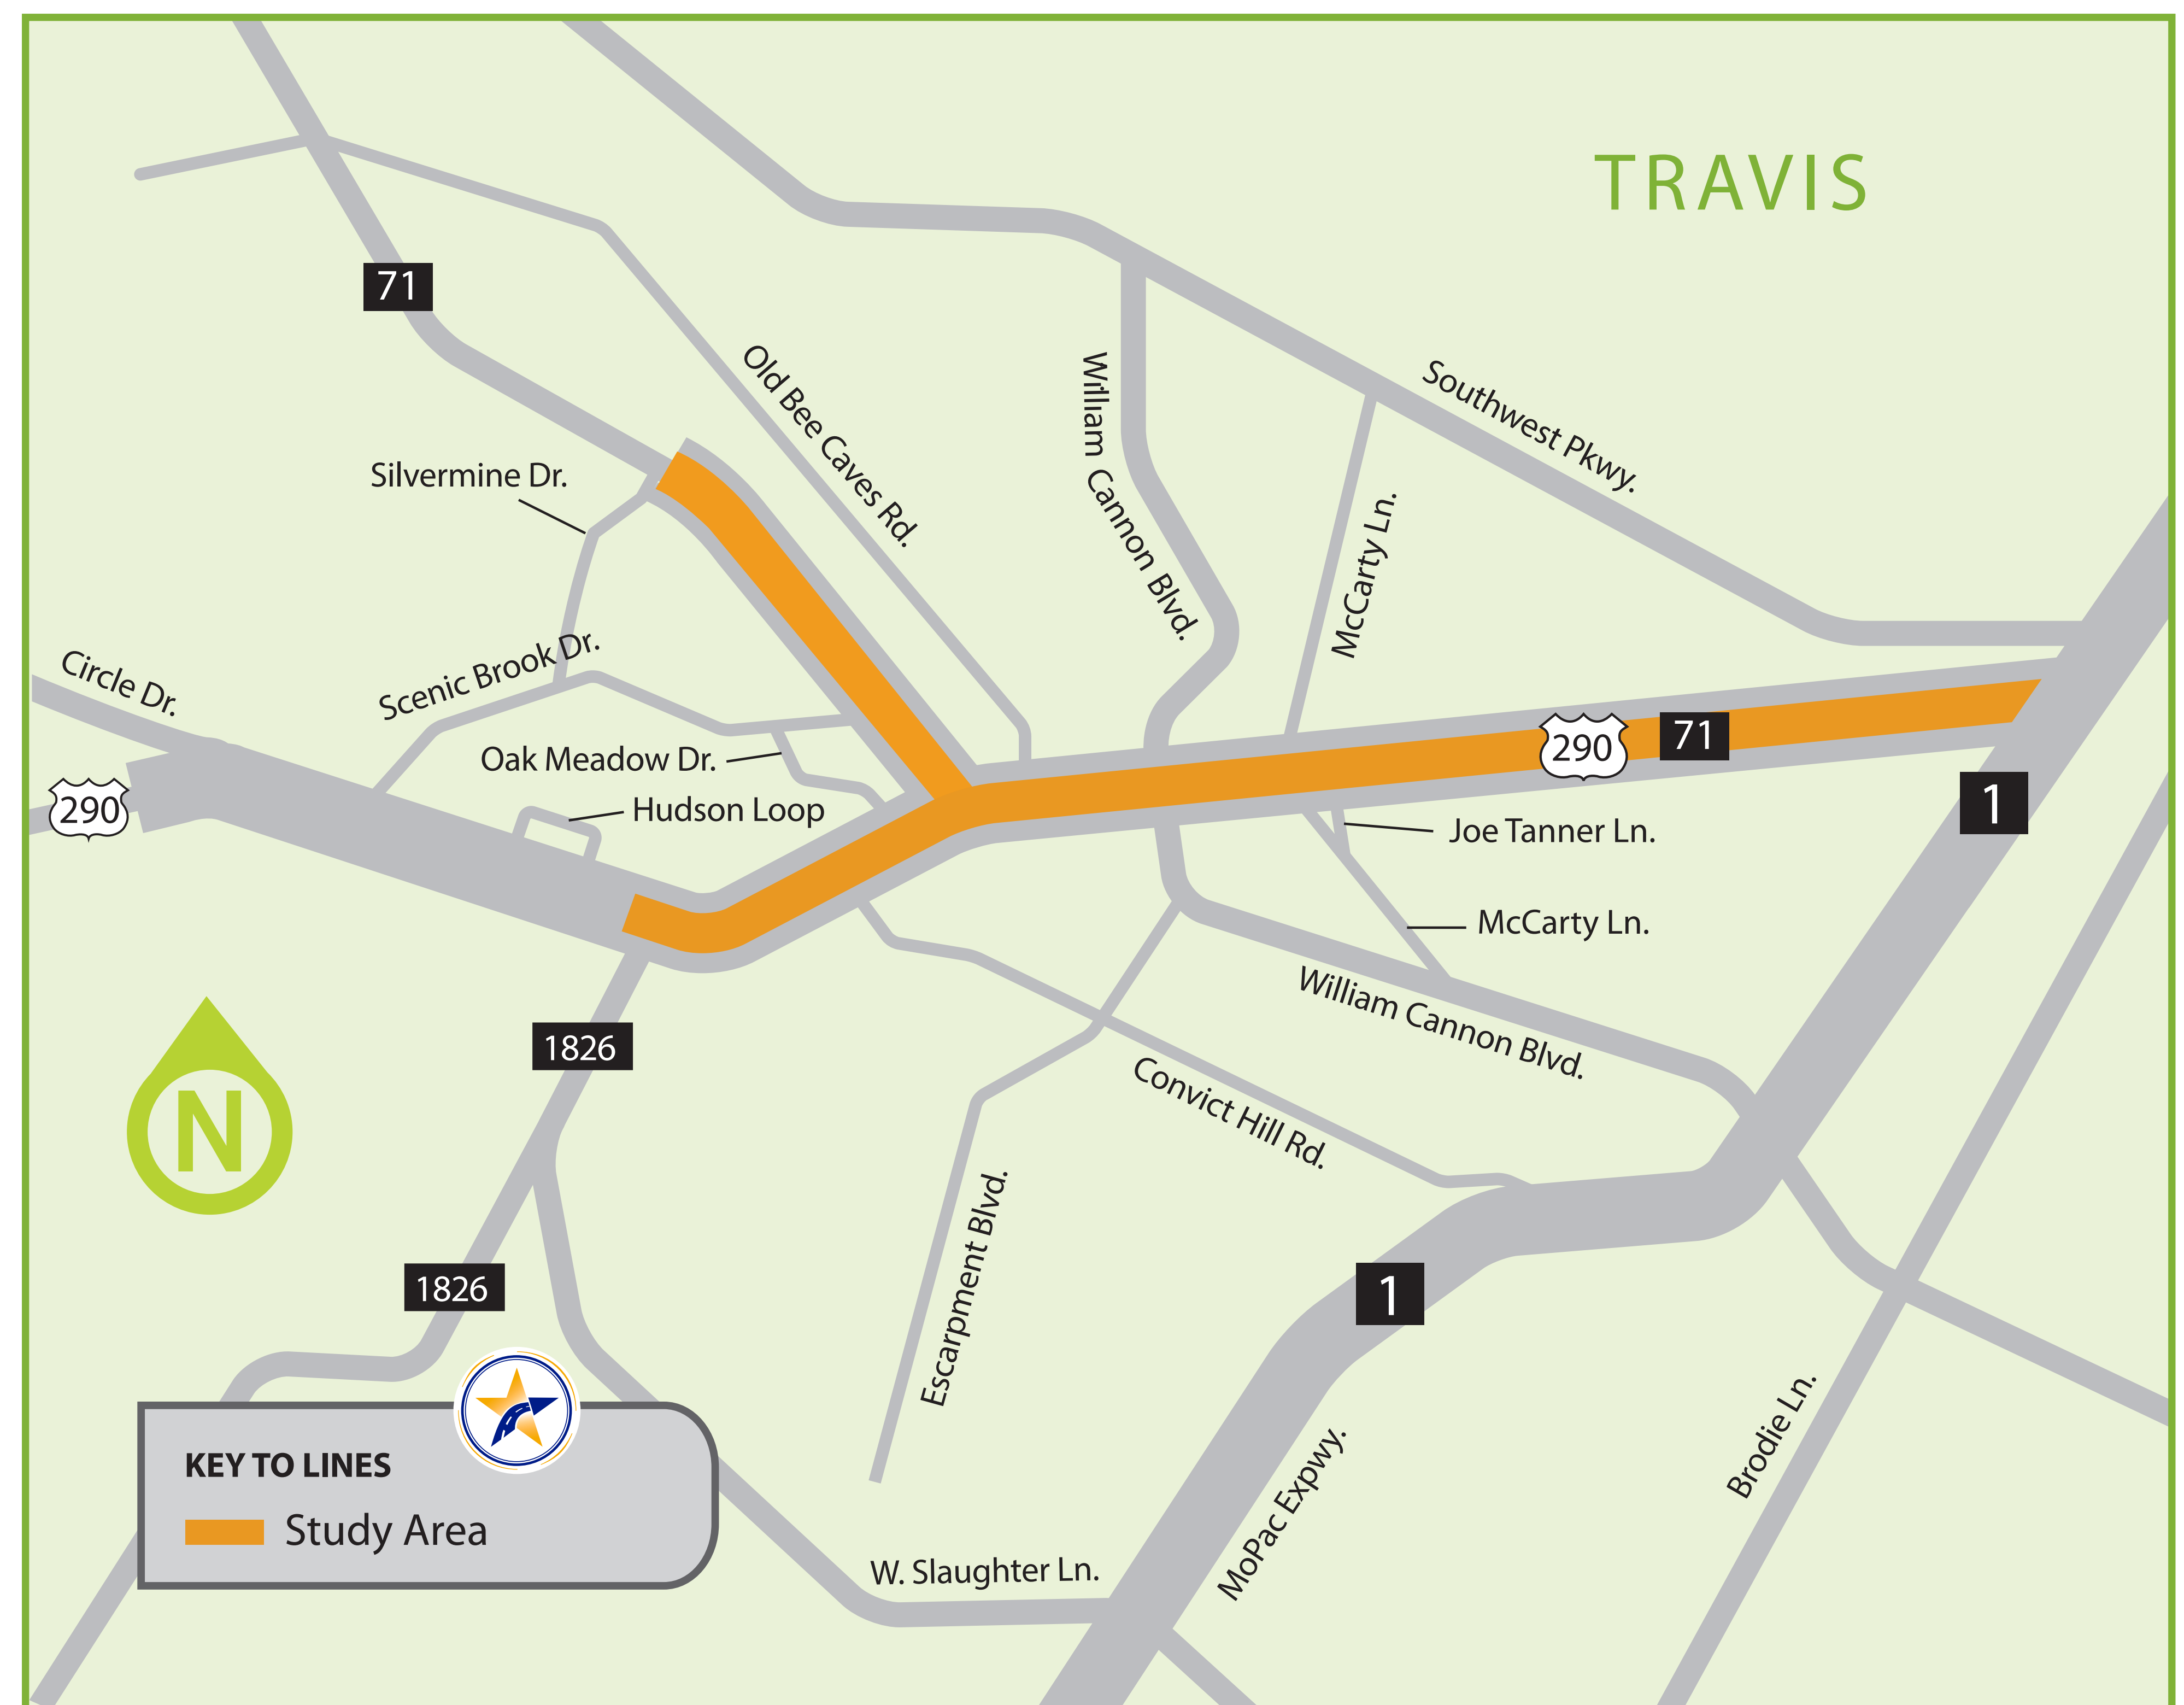 TRAVIS
71
Old Bee Caves Rd.
William Cannon Blvd.
Southwest Pkwy.
Silvermine Dr.
McCarty Ln.
Circle Dr.
Scenic Brook Dr.
Oak Meadow Dr.
290
71
290
Hudson Loop
1
Joe Tanner Ln.
McCarty Ln.
William Cannon Blvd.
1826
N
Convict Hill Rd.
Escarpment Blvd.
1826
1
Brodie Ln.
KEY TO LINES
Study Area
MoPac Expwy.
W. Slaughter Ln.